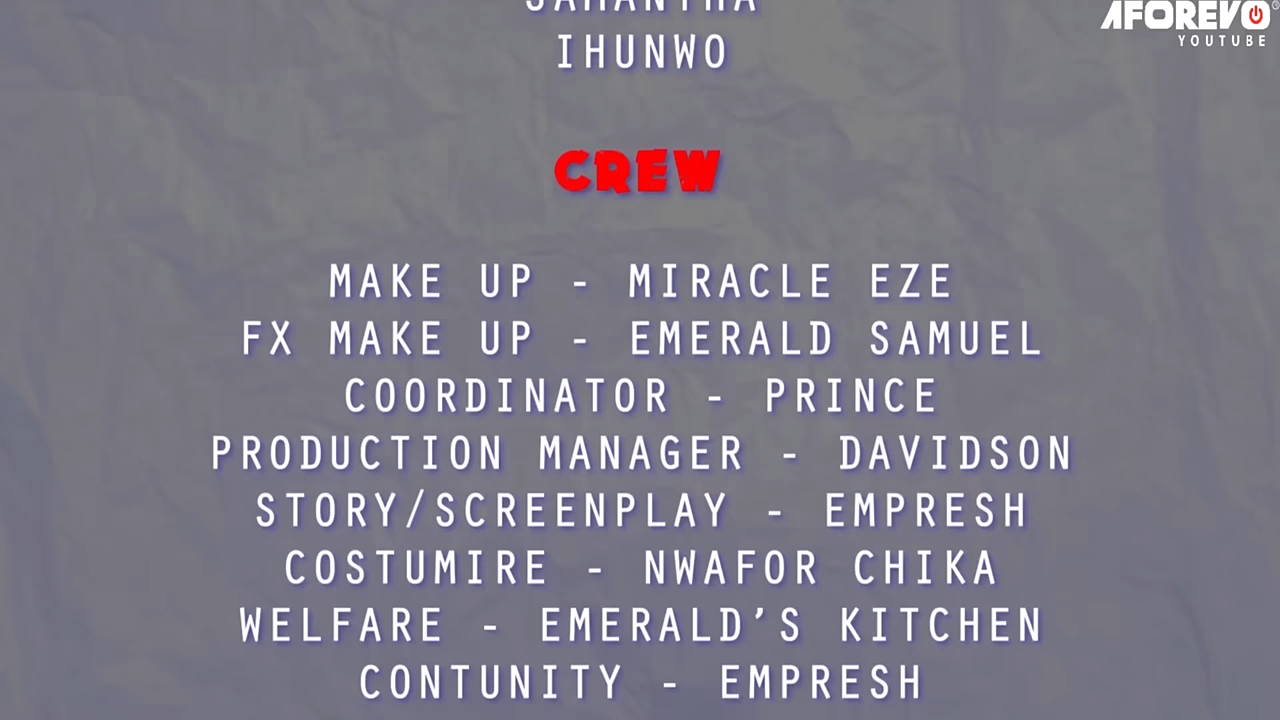 AFOREVO
YOUTUBE
SAMANTHA
IHUNWO
CREW
MAKE UP - MIRACLE EZE
FX MAKE UP - EMERALD SAMUEL
COORDINATOR - PRINCE
PRODUCTION MANAGER - DAVIDSON
STORY/SCREENPLAY - EMPRESH
COSTUMIRE - NWAFOR CHIKA
WELFARE - EMERALD’S KITCHEN
CONTUNITY - EMPRESH